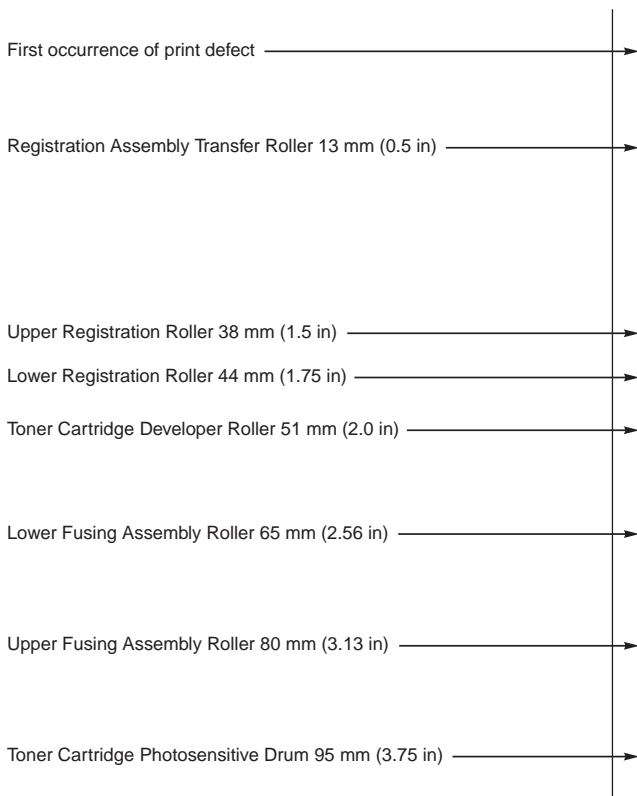 First occurrence of print defect
Registration Assembly Transfer Roller 13 mm (0.5 in)
Upper Registration Roller 38 mm (1.5 in)
Lower Registration Roller 44 mm (1.75 in)
Toner Cartridge Developer Roller 51 mm (2.0 in)
Lower Fusing Assembly Roller 65 mm (2.56 in)
Upper Fusing Assembly Roller 80 mm (3.13 in)
Toner Cartridge Photosensitive Drum 95 mm (3.75 in)